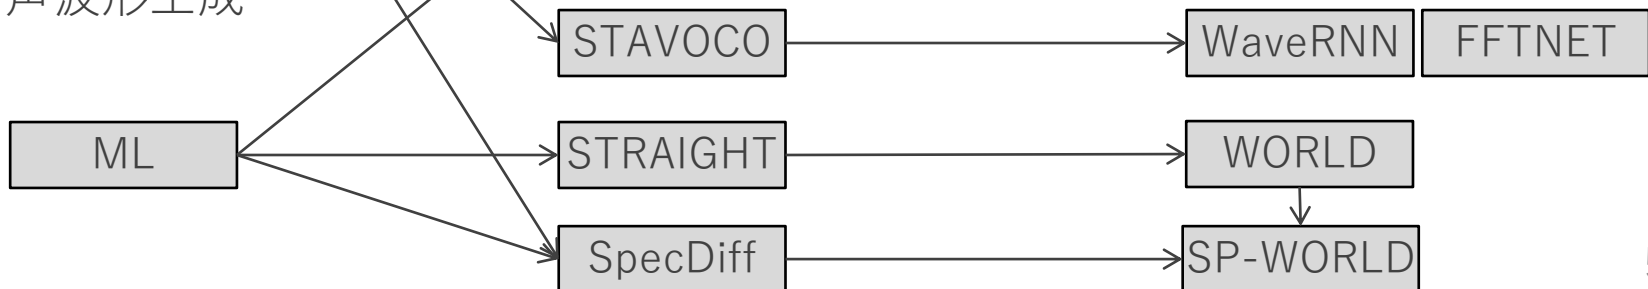 声波形生成
STAVOCO
WaveRNN
FFTNET
ML
STRAIGHT
WORLD
SpecDiff
SP-WORLD